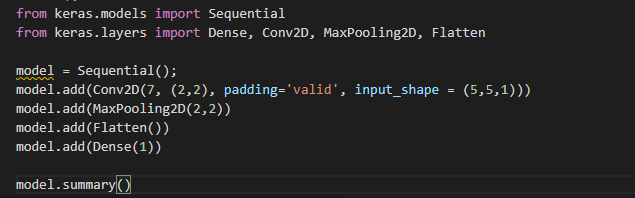 from keras.models import Sequential
from keras.layers import Dense, Conv2D, MaxPooling2D, Flatten
model = Sequential();
model.add(Conv2D(7, (2,2), padding='valid', input_shape = (5,5,1)))
model.add(MaxPooling2D(2,2))
model.add(Flatten())
model.add(Dense(1))
model.summary()